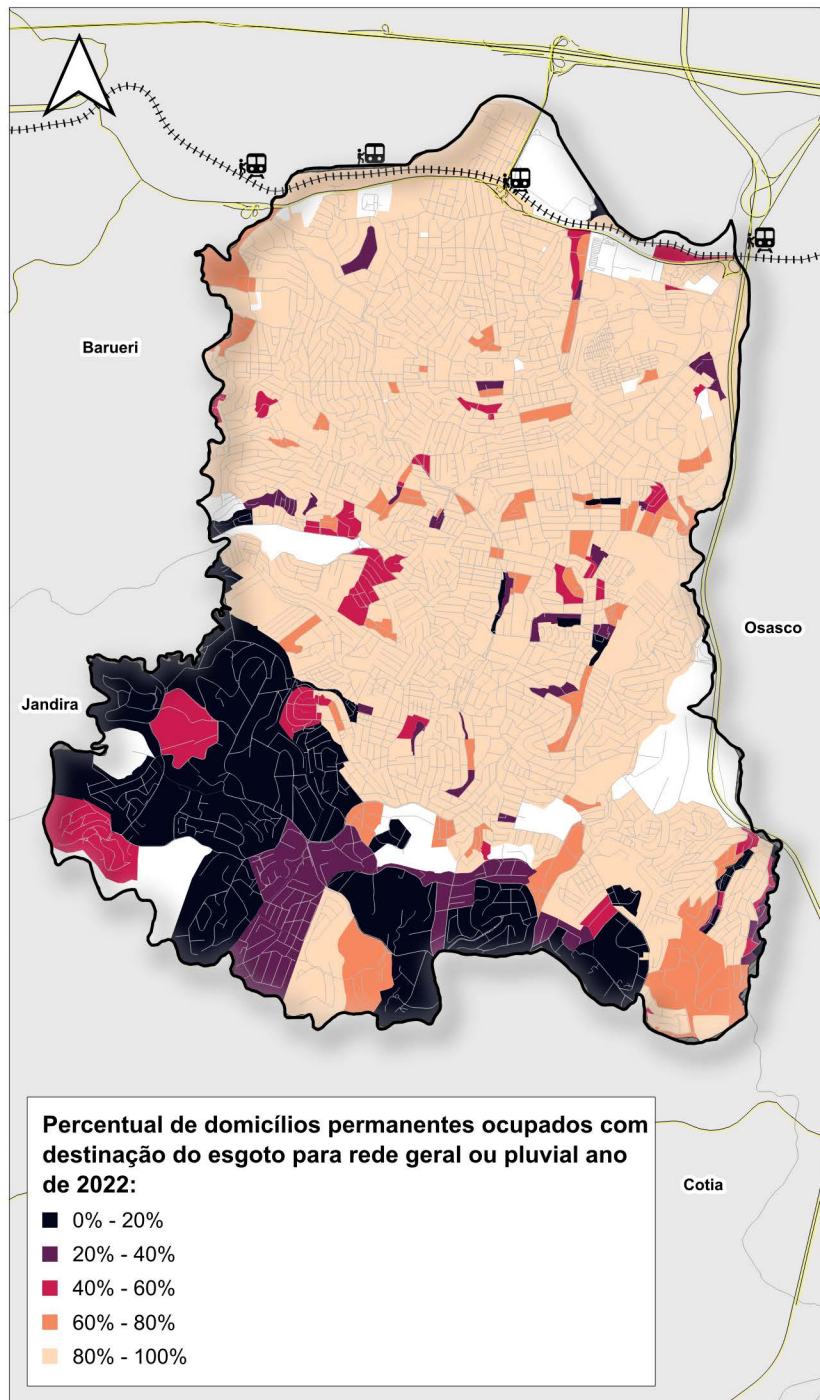 Barueri
Osasco
Jandira
Percentual de domicílios permanentes ocupados com
destinação do esgoto para rede geral ou pluvial ano
de 2022:
0% - 20%
20% - 40%
40% - 60%
60% - 80%
80% - 100%
Cotia